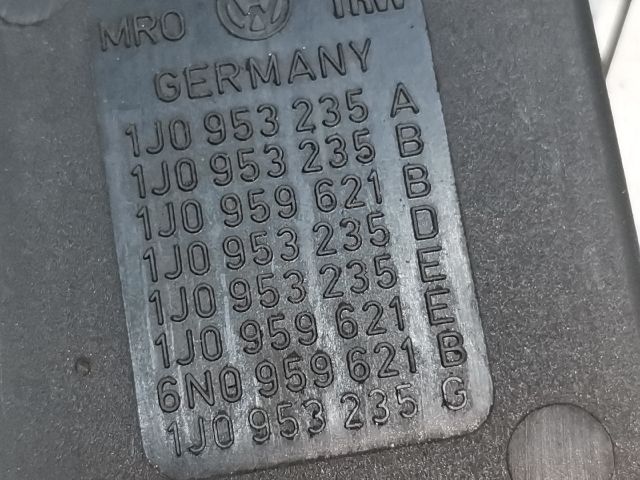 MRO TRW
GERMANY
1J0 953 235 A
1J0 953 235 B
1J0 959 621 B
1J0 953 235 D
1J0 953 235 E
1J0 959 621 E
6N0 959 621 B
1J0 953 235 G